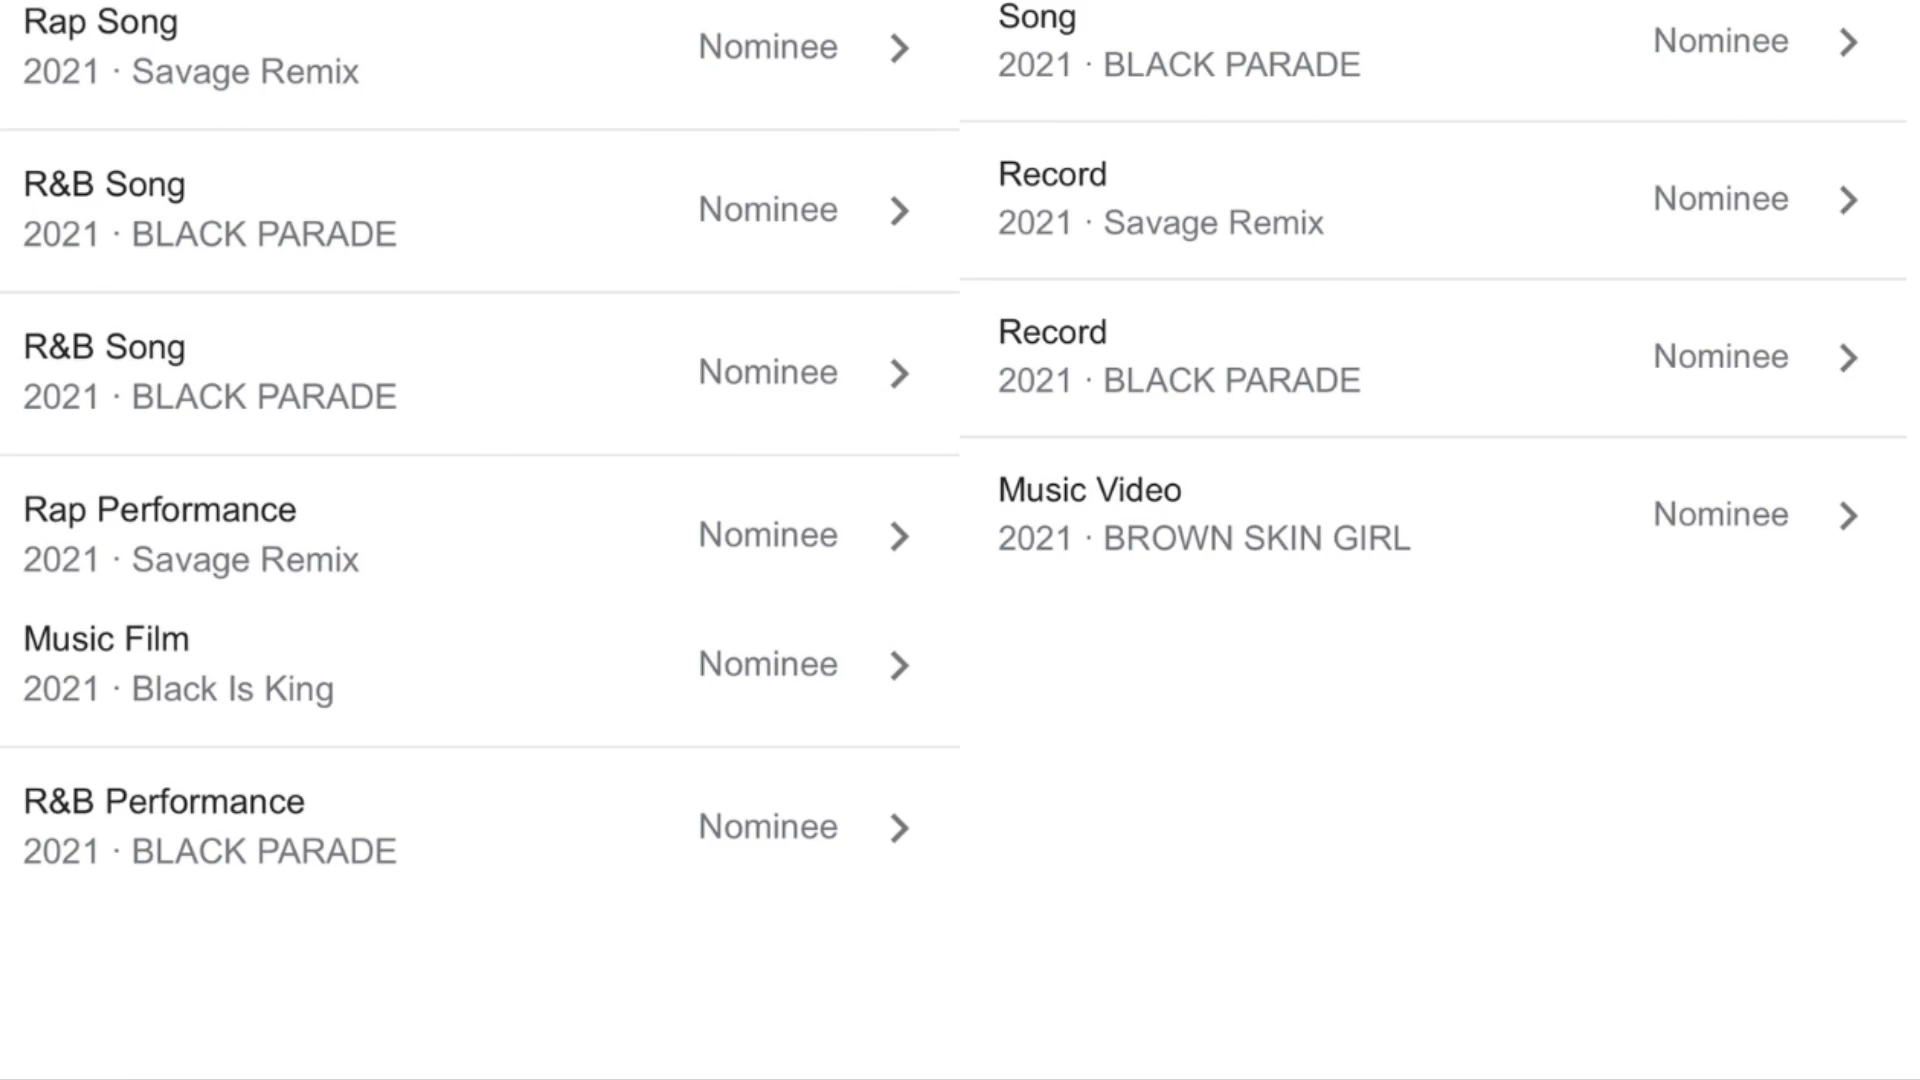 Rap Song
Nominee
2021 · Savage Remix
R&B Song
Nominee
2021 · BLACK PARADE
R&B Song
Nominee
2021 · BLACK PARADE
Rap Performance
Nominee
2021 · Savage Remix
Music Film
Nominee
2021 · Black Is King
R&B Performance
Nominee
2021 · BLACK PARADE
Song
Nominee
2021 · BLACK PARADE
Record
Nominee
2021 · Savage Remix
Record
Nominee
2021 · BLACK PARADE
Music Video
Nominee
2021 · BROWN SKIN GIRL